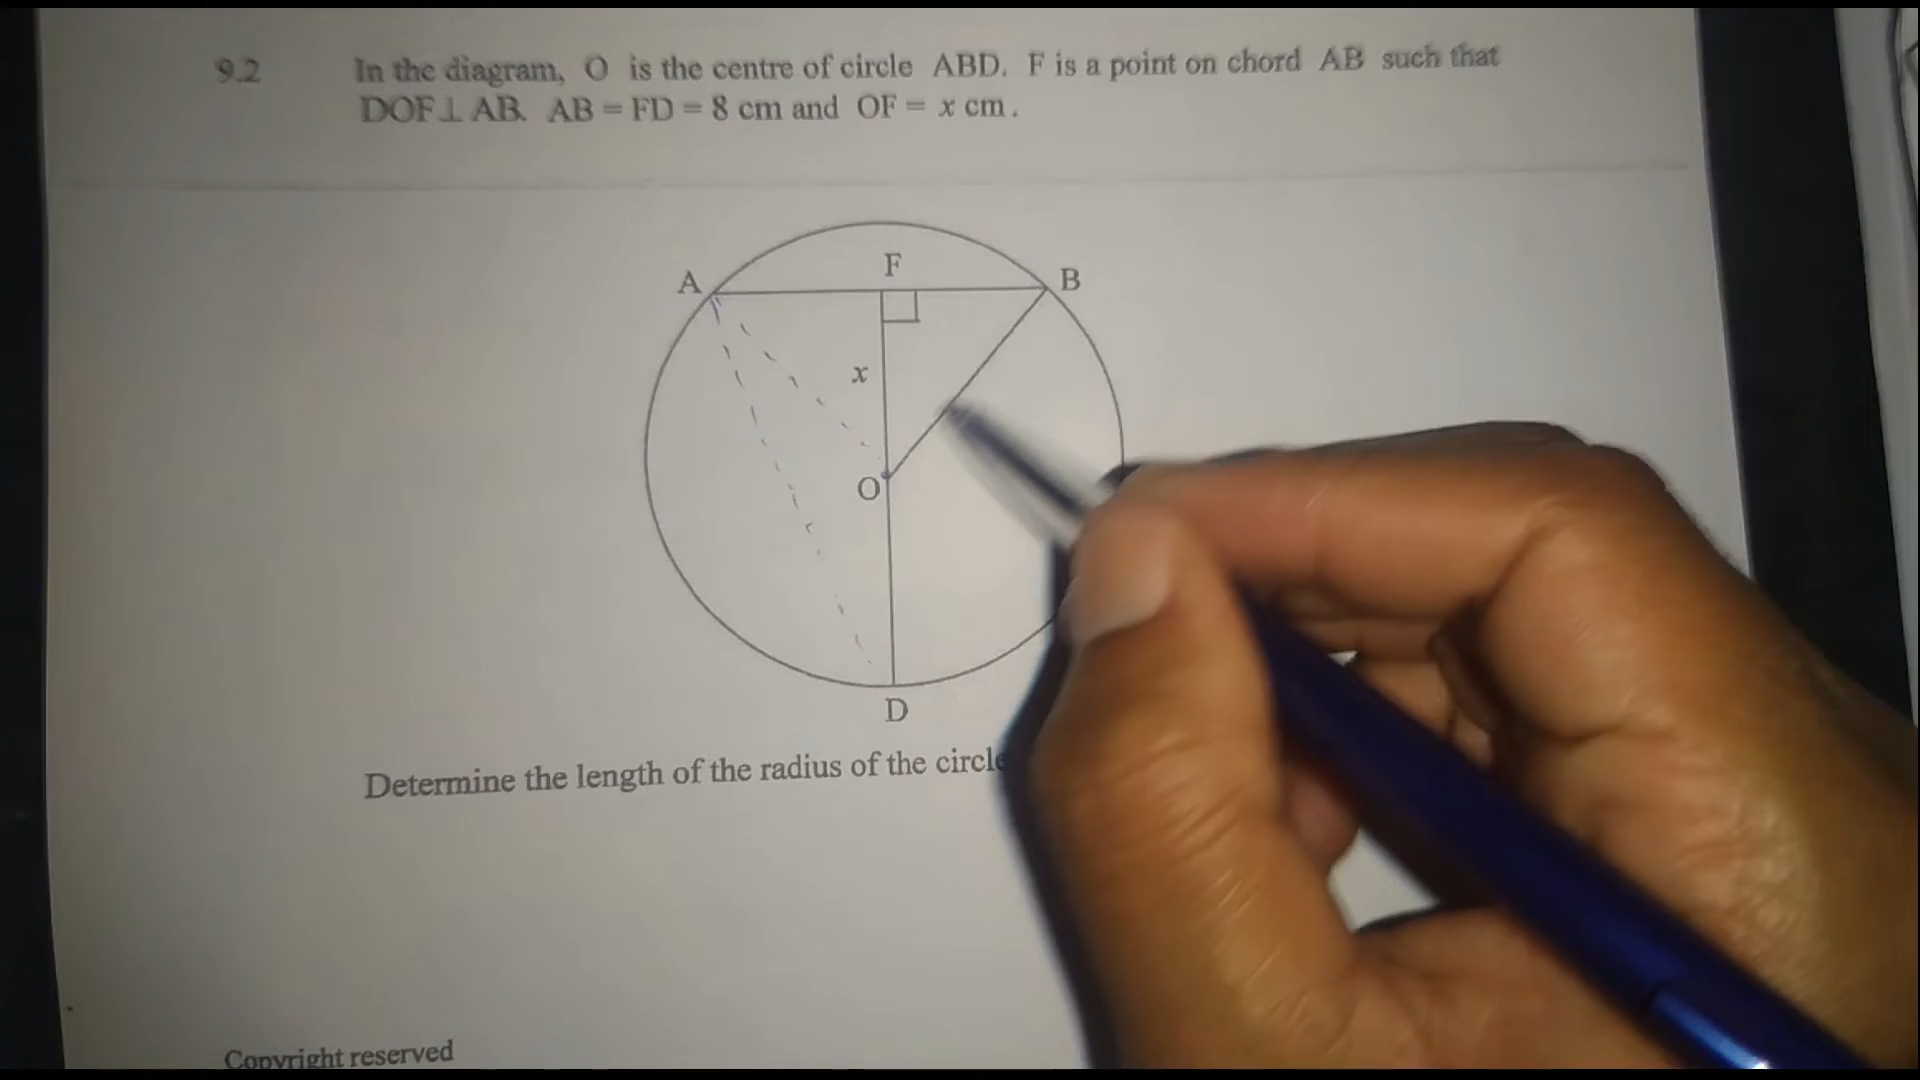 9.2 In the diagram, O is the centre of circle ABD. F is a point on chord AB such that
DOF⊥AB. AB = FD = 8 cm and OF = x cm.
F
A
B
x
O
D
Determine the length of the radius of the circle
Copyright reserved